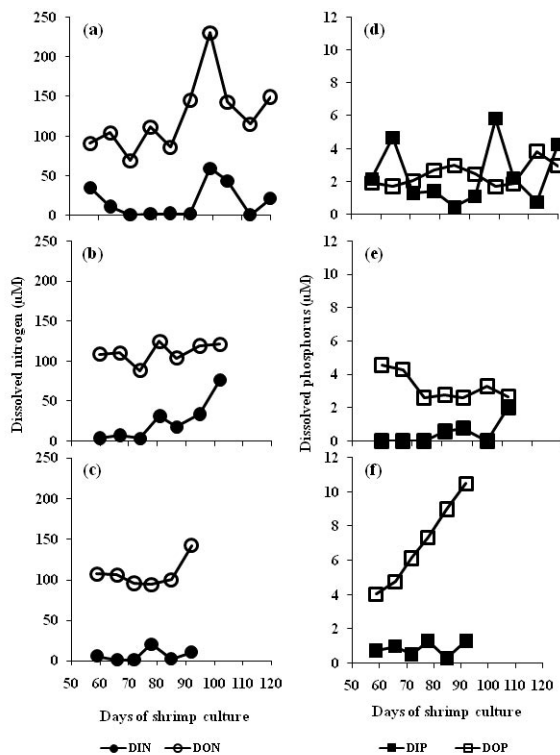 (a)
250
200
150
100
50
0
(d)
12
10
8
6
4
2
0
Dissolved nitrogen (µM)
(b)
250
200
150
100
50
0
Dissolved phosphorus (µM)
(e)
12
10
8
6
4
2
0
(c)
250
200
150
100
50
0
50 60 70 80 90 100 110 120
Days of shrimp culture
DIN DON
(f)
12
10
8
6
4
2
0
50 60 70 80 90 100 110 120
Days of shrimp culture
DIP DOP